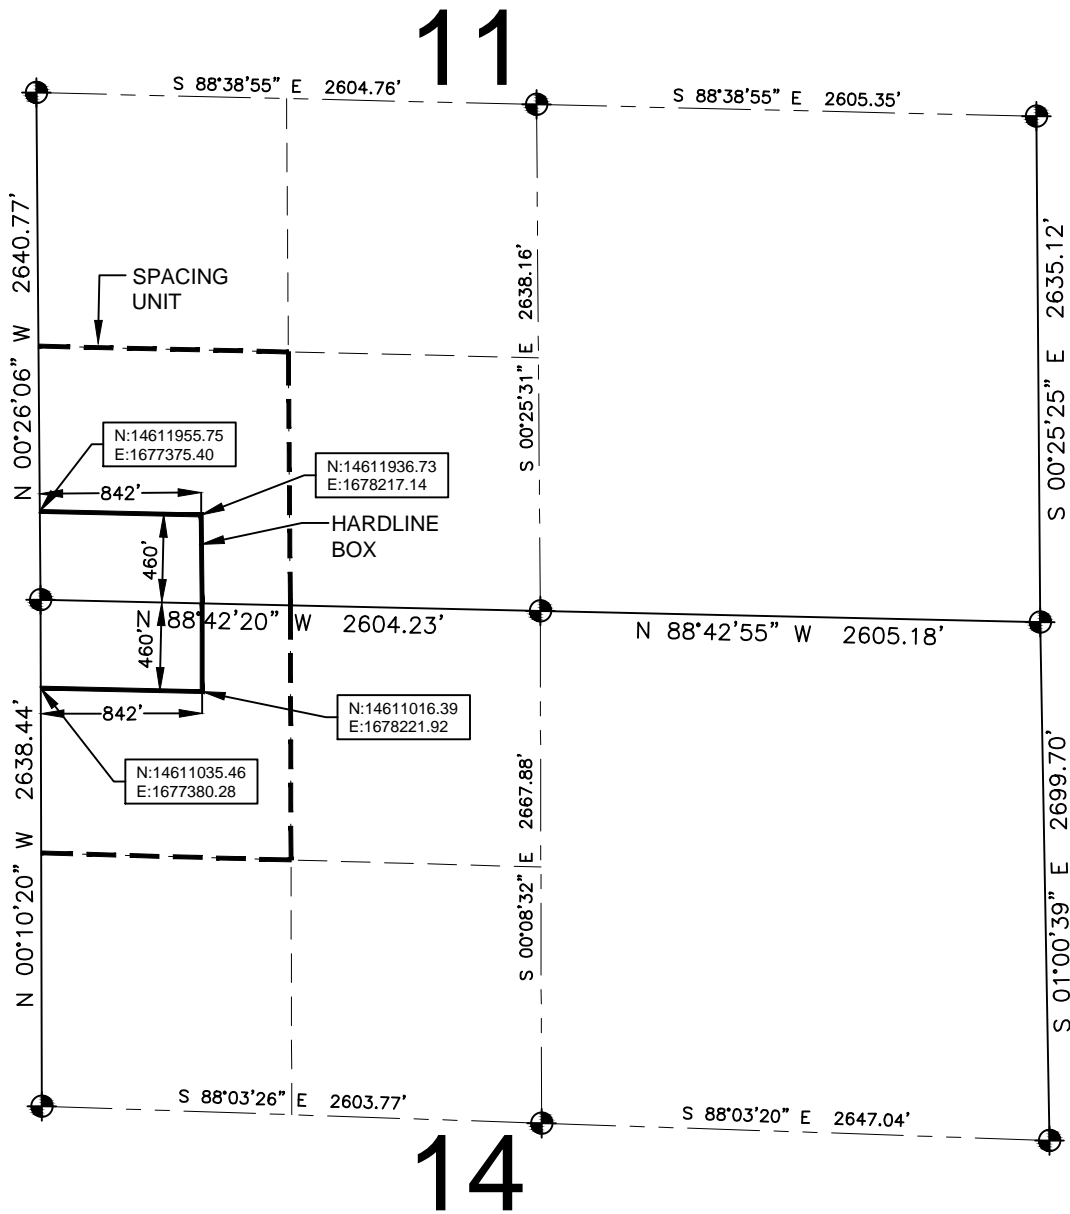 11
S 88°38'55" E 2604.76'
S 88°38'55" E 2605.35'
N 00°26'06" W 2640.77'
S 00°25'31" E 2638.16'
S 00°25'25" E 2635.12'
SPACING
UNIT
N:14611955.75
E:1677375.40
N:14611936.73
E:1678217.14
842'
HARDLINE
BOX
460'
N 88°42'20" W 2604.23'
N 88°42'55" W 2605.18'
460'
842'
N:14611016.39
E:1678221.92
N:14611035.46
E:1677380.28
N 00°10'20" W 2638.44'
S 00°08'32" E 2667.88'
S 01°00'39" E 2699.70'
S 88°03'26" E 2603.77'
S 88°03'20" E 2647.04'
14